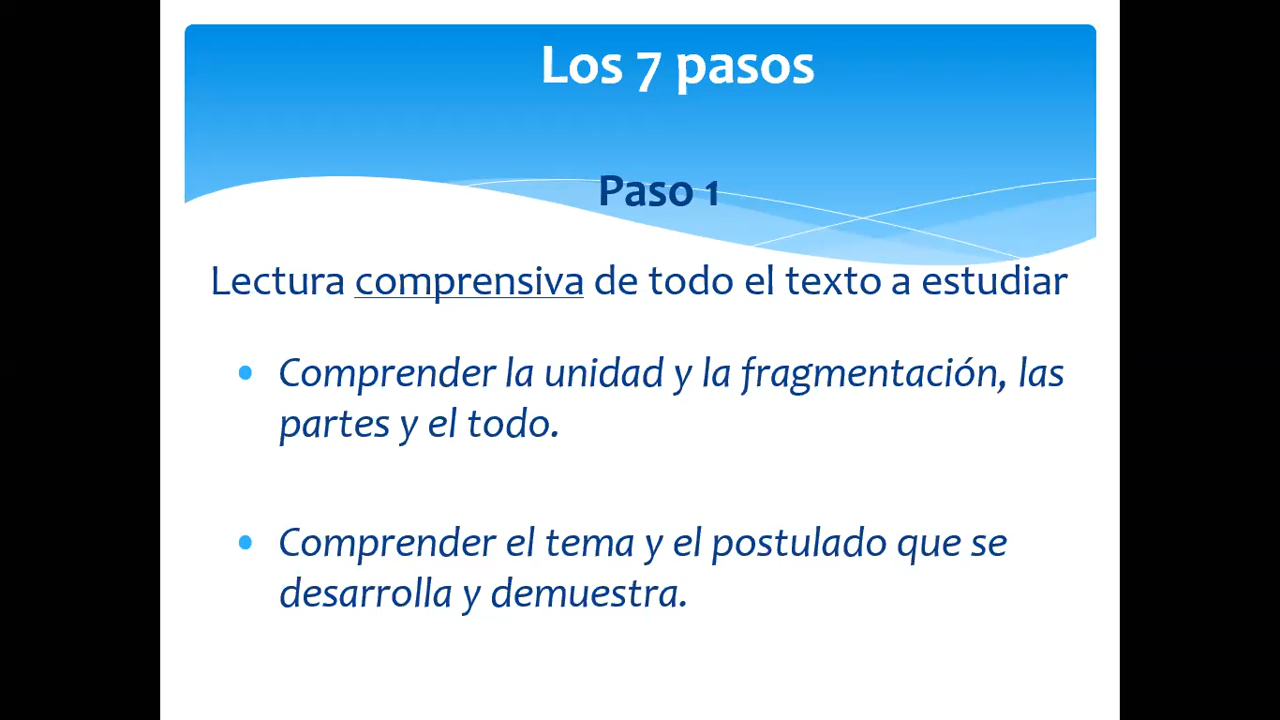 Los 7 pasos
Paso 1
Lectura comprensiva de todo el texto a estudiar
• Comprender la unidad y la fragmentación, las
partes y el todo.
• Comprender el tema y el postulado que se
desarrolla y demuestra.